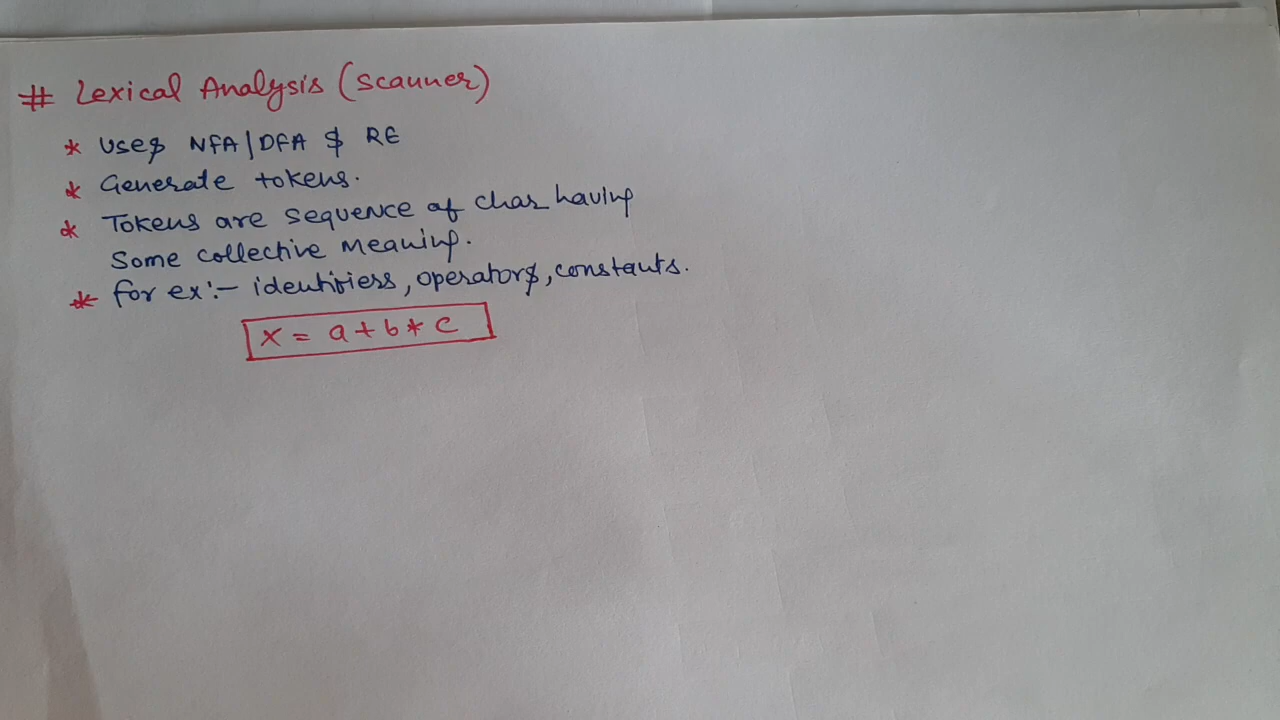 # Lexical Analysis (Scanner)
* Uses NFA/DFA & RE
* Generate tokens.
* Tokens are sequence of char having
Some collective Meaning.
* for ex:- identifiers, operators, constants.
x = a + b * c